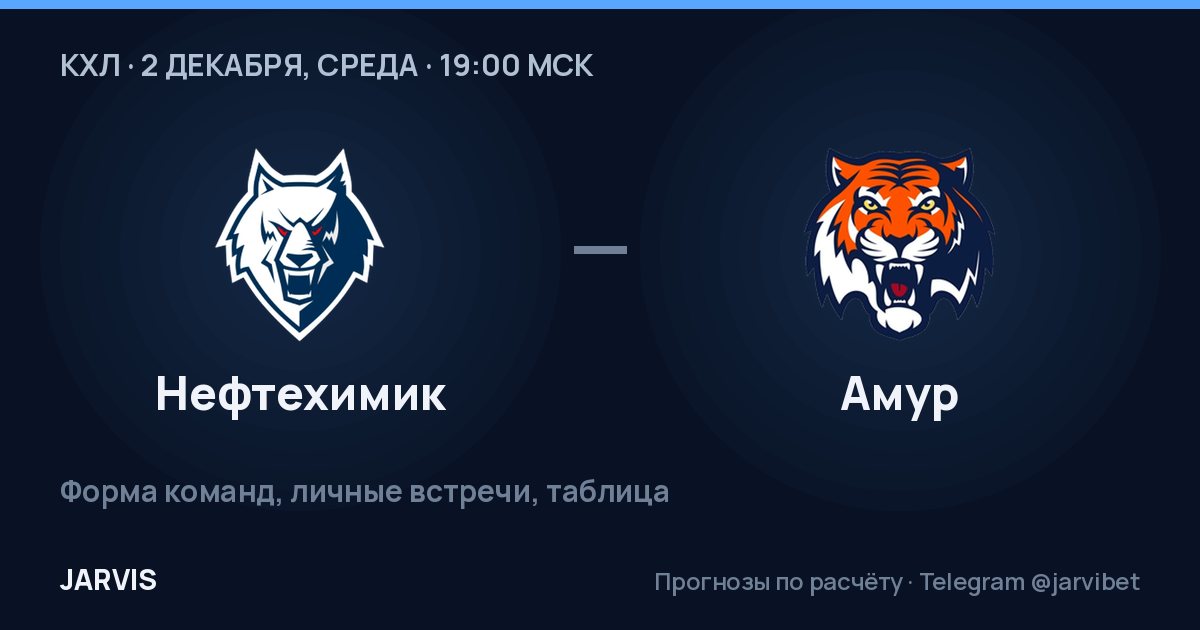 КХЛ · 2 ДЕКАБРЯ, СРЕДА · 19:00 МСК
—
Нефтехимик
Амур
Форма команд, личные встречи, таблица
JARVIS
Прогнозы по расчёту · Telegram @jarvibet